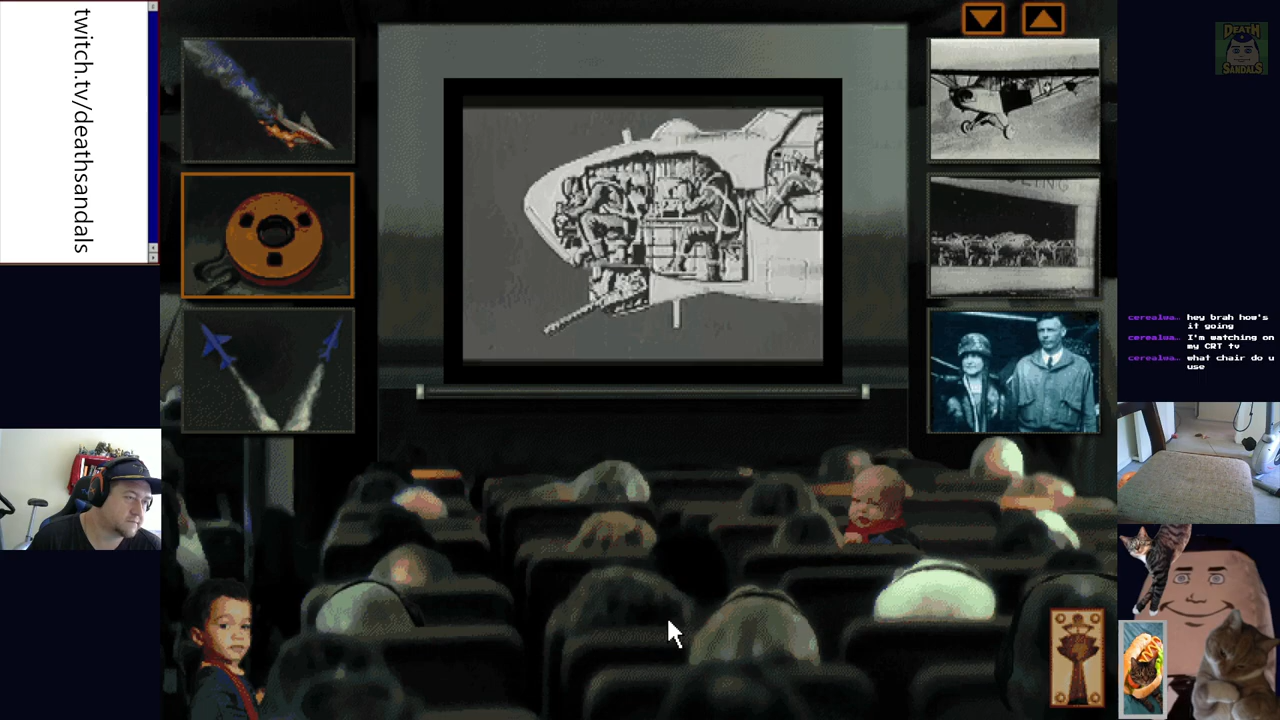 twitch.tv/deathsandals
DEATH
SANDALS
LING
cerealwa… hey brah how's
it going
cerealwa… I'm watching on
my CRT tv
cerealwa… what chair do u
use